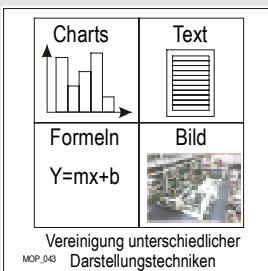 Charts
Text
Formeln
Bild
Y=mx+b
Vereinigung unterschiedlicher
MOP_043 Darstellungstechniken